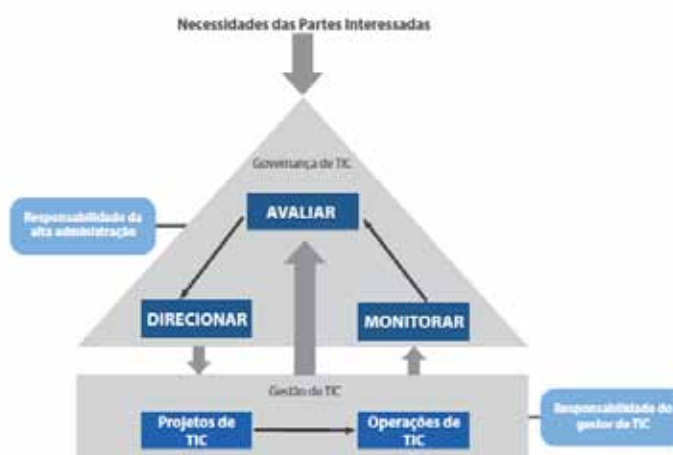 Necessidades das Partes Interessadas
Governança de TIC
AVALIAR
Responsabilidade da
alta administração
DIRECIONAR
MONITORAR
Gestão de TIC
Projetos de
TIC
Operações de
TIC
Responsabilidade do
gestor de TIC